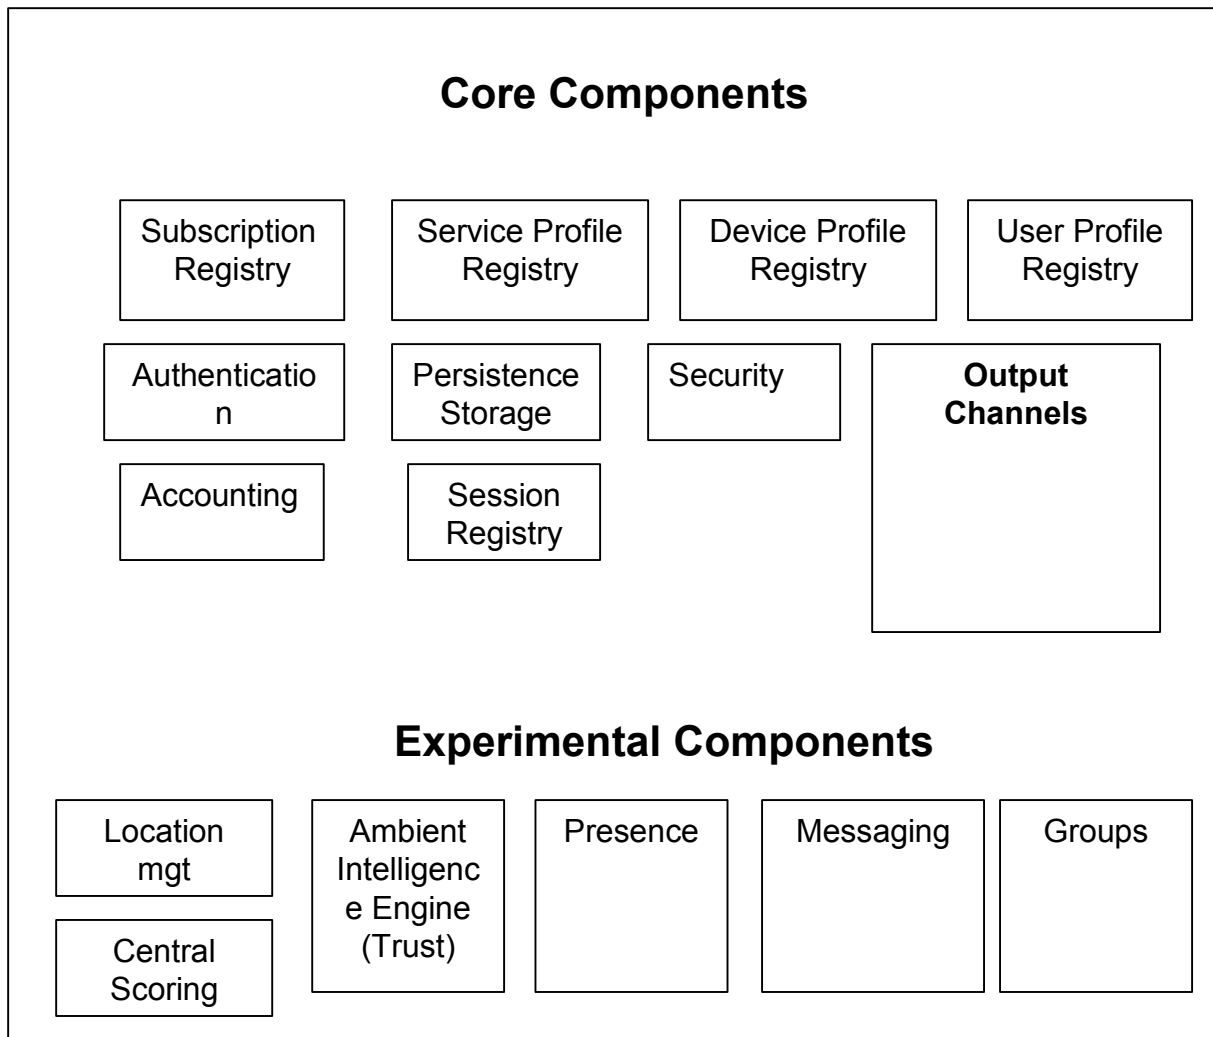 Core Components
Subscription
Registry
Service Profile
Registry
Device Profile
Registry
User Profile
Registry
Authenticatio
n
Persistence
Storage
Security
Output
Channels
Accounting
Session
Registry
Experimental Components
Location
mgt
Ambient
Intelligenc
e Engine
(Trust)
Presence
Messaging
Groups
Central
Scoring